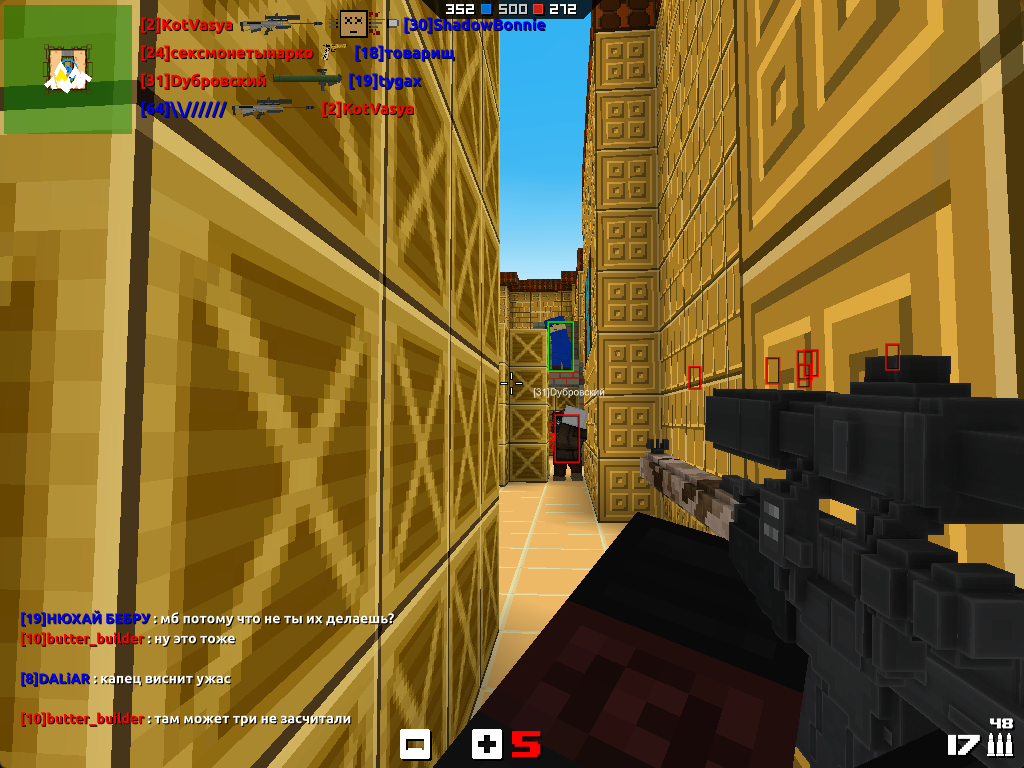 352 500 212
[2]KotVasya [30]ShadowBonnie
[24]сексмонетынарко [18]товарищ
[31]Dубровский [19]tygax
[64]\\////// [2]KotVasya
[31]Dубровский
[19]НЮХАЙ БЕБРУ : мб потому что не ты их делаешь?
[10]butter_builder : ну это тоже
[8]DALiAR : капец виснит ужас
[10]butter_builder : там может три не засчитали
5
48
17